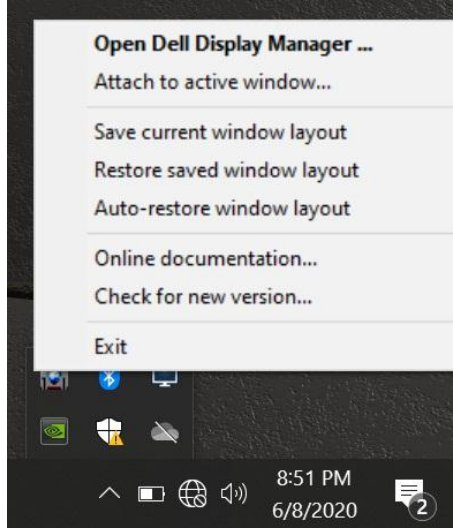 Open Dell Display Manager ...
Attach to active window...
Save current window layout
Restore saved window layout
Auto-restore window layout
Online documentation...
Check for new version...
Exit
8:51 PM
6/8/2020
2